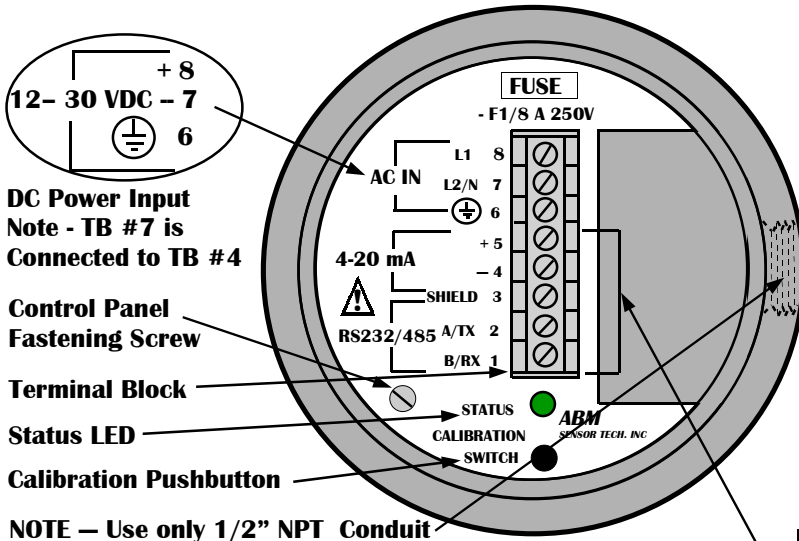 + 8
12– 30 VDC – 7
6
DC Power Input
Note - TB #7 is
Connected to TB #4
Control Panel
Fastening Screw
Terminal Block
Status LED
Calibration Pushbutton
NOTE — Use only 1/2” NPT Conduit
FUSE
- F1/8 A 250V
AC IN
L1 8
L2/N 7
6
4-20 mA
+ 5
– 4
SHIELD 3
RS232/485
A/TX 2
B/RX 1
STATUS
CALIBRATION
SWITCH
ABM
SENSOR TECH. INC